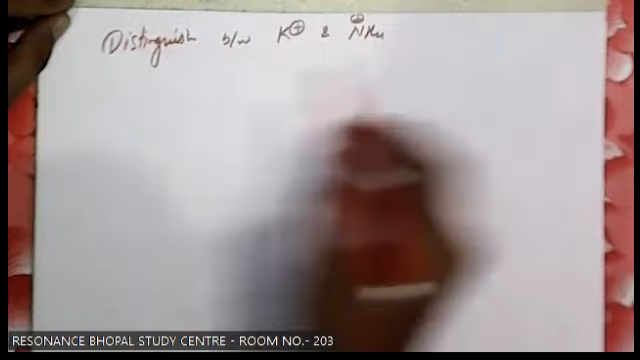 Distinguish b/w K⊕ & N⊕H₄
RESONANCE BHOPAL STUDY CENTRE - ROOM NO.- 203